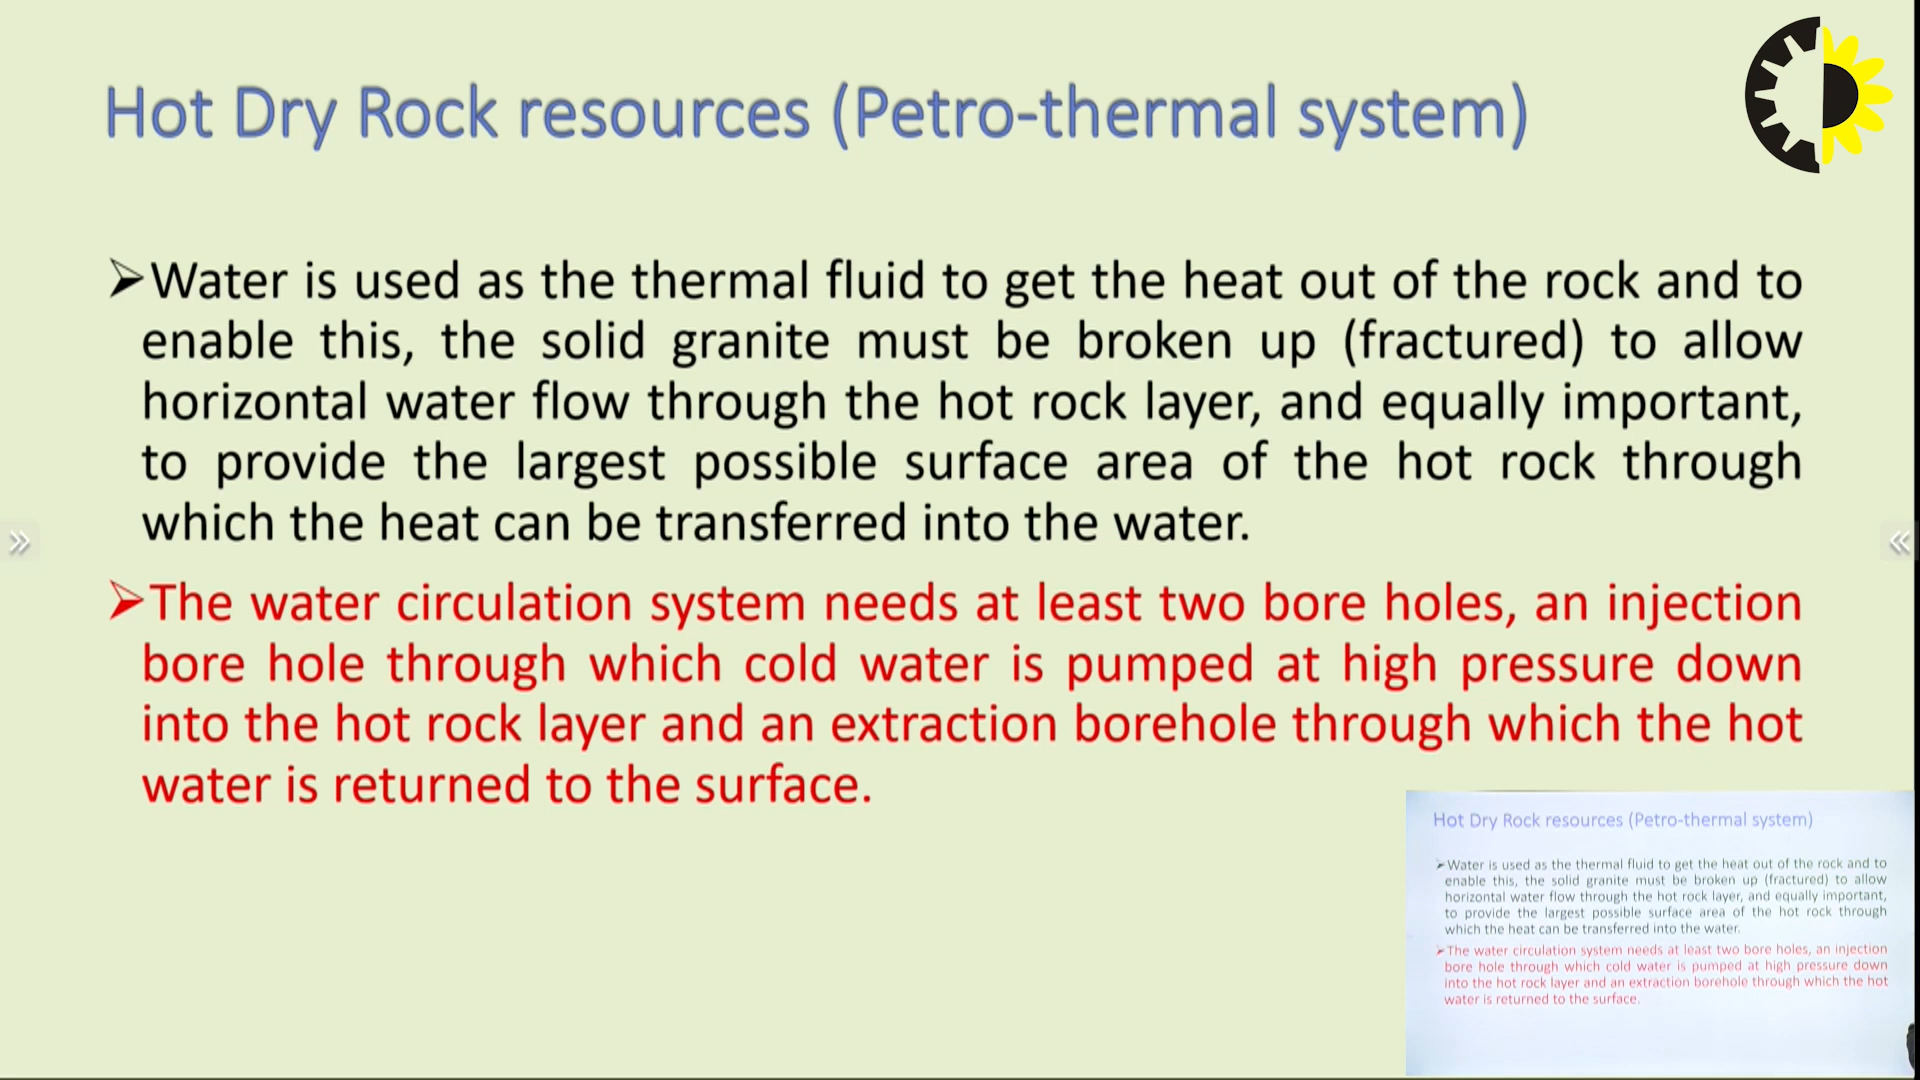 Hot Dry Rock resources (Petro-thermal system)
➢Water is used as the thermal fluid to get the heat out of the rock and to
enable this, the solid granite must be broken up (fractured) to allow
horizontal water flow through the hot rock layer, and equally important,
to provide the largest possible surface area of the hot rock through
which the heat can be transferred into the water.
➢The water circulation system needs at least two bore holes, an injection
bore hole through which cold water is pumped at high pressure down
into the hot rock layer and an extraction borehole through which the hot
water is returned to the surface.
Hot Dry Rock resources (Petro-thermal system)
➢Water is used as the thermal fluid to get the heat out of the rock and to
enable this, the solid granite must be broken up (fractured) to allow
horizontal water flow through the hot rock layer, and equally important,
to provide the largest possible surface area of the hot rock through
which the heat can be transferred into the water.
➢The water circulation system needs at least two bore holes, an injection
bore hole through which cold water is pumped at high pressure down
into the hot rock layer and an extraction borehole through which the hot
water is returned to the surface.